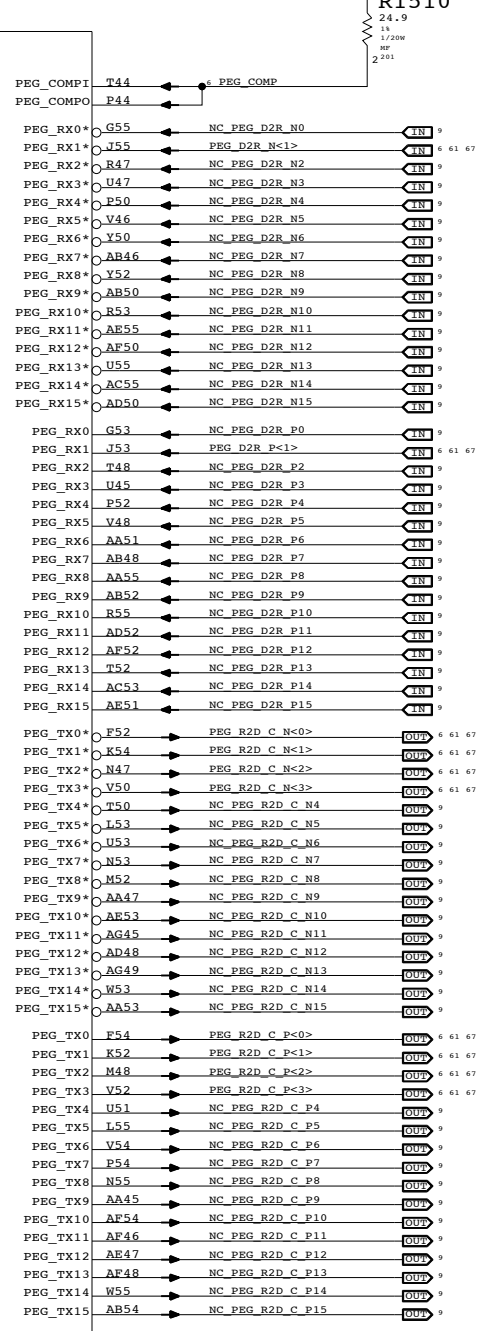 R1510
24.9
1%
1/20W
MF
2 201
PEG_COMPI T44 6 PEG_COMP
PEG_COMPO P44
PEG_RX0* G55 NC_PEG_D2R_N0 IN 9
PEG_RX1* J55 PEG_D2R_N<1> IN 6 61 67
PEG_RX2* R47 NC_PEG_D2R_N2 IN 9
PEG_RX3* U47 NC_PEG_D2R_N3 IN 9
PEG_RX4* P50 NC_PEG_D2R_N4 IN 9
PEG_RX5* V46 NC_PEG_D2R_N5 IN 9
PEG_RX6* Y50 NC_PEG_D2R_N6 IN 9
PEG_RX7* AB46 NC_PEG_D2R_N7 IN 9
PEG_RX8* Y52 NC_PEG_D2R_N8 IN 9
PEG_RX9* AB50 NC_PEG_D2R_N9 IN 9
PEG_RX10* R53 NC_PEG_D2R_N10 IN 9
PEG_RX11* AE55 NC_PEG_D2R_N11 IN 9
PEG_RX12* AF50 NC_PEG_D2R_N12 IN 9
PEG_RX13* U55 NC_PEG_D2R_N13 IN 9
PEG_RX14* AC55 NC_PEG_D2R_N14 IN 9
PEG_RX15* AD50 NC_PEG_D2R_N15 IN 9
PEG_RX0 G53 NC_PEG_D2R_P0 IN 9
PEG_RX1 J53 PEG_D2R_P<1> IN 6 61 67
PEG_RX2 T48 NC_PEG_D2R_P2 IN 9
PEG_RX3 U45 NC_PEG_D2R_P3 IN 9
PEG_RX4 P52 NC_PEG_D2R_P4 IN 9
PEG_RX5 V48 NC_PEG_D2R_P5 IN 9
PEG_RX6 AA51 NC_PEG_D2R_P6 IN 9
PEG_RX7 AB48 NC_PEG_D2R_P7 IN 9
PEG_RX8 AA55 NC_PEG_D2R_P8 IN 9
PEG_RX9 AB52 NC_PEG_D2R_P9 IN 9
PEG_RX10 R55 NC_PEG_D2R_P10 IN 9
PEG_RX11 AD52 NC_PEG_D2R_P11 IN 9
PEG_RX12 AF52 NC_PEG_D2R_P12 IN 9
PEG_RX13 T52 NC_PEG_D2R_P13 IN 9
PEG_RX14 AC53 NC_PEG_D2R_P14 IN 9
PEG_RX15 AE51 NC_PEG_D2R_P15 IN 9
PEG_TX0* F52 PEG_R2D_C_N<0> OUT 6 61 67
PEG_TX1* K54 PEG_R2D_C_N<1> OUT 6 61 67
PEG_TX2* N47 PEG_R2D_C_N<2> OUT 6 61 67
PEG_TX3* V50 PEG_R2D_C_N<3> OUT 6 61 67
PEG_TX4* T50 NC_PEG_R2D_C_N4 OUT 9
PEG_TX5* L53 NC_PEG_R2D_C_N5 OUT 9
PEG_TX6* U53 NC_PEG_R2D_C_N6 OUT 9
PEG_TX7* N53 NC_PEG_R2D_C_N7 OUT 9
PEG_TX8* M52 NC_PEG_R2D_C_N8 OUT 9
PEG_TX9* AA47 NC_PEG_R2D_C_N9 OUT 9
PEG_TX10* AE53 NC_PEG_R2D_C_N10 OUT 9
PEG_TX11* AG45 NC_PEG_R2D_C_N11 OUT 9
PEG_TX12* AD48 NC_PEG_R2D_C_N12 OUT 9
PEG_TX13* AG49 NC_PEG_R2D_C_N13 OUT 9
PEG_TX14* W53 NC_PEG_R2D_C_N14 OUT 9
PEG_TX15* AA53 NC_PEG_R2D_C_N15 OUT 9
PEG_TX0 F54 PEG_R2D_C_P<0> OUT 6 61 67
PEG_TX1 K52 PEG_R2D_C_P<1> OUT 6 61 67
PEG_TX2 M48 PEG_R2D_C_P<2> OUT 6 61 67
PEG_TX3 V52 PEG_R2D_C_P<3> OUT 6 61 67
PEG_TX4 U51 NC_PEG_R2D_C_P4 OUT 9
PEG_TX5 L55 NC_PEG_R2D_C_P5 OUT 9
PEG_TX6 V54 NC_PEG_R2D_C_P6 OUT 9
PEG_TX7 P54 NC_PEG_R2D_C_P7 OUT 9
PEG_TX8 N55 NC_PEG_R2D_C_P8 OUT 9
PEG_TX9 AA45 NC_PEG_R2D_C_P9 OUT 9
PEG_TX10 AF54 NC_PEG_R2D_C_P10 OUT 9
PEG_TX11 AF46 NC_PEG_R2D_C_P11 OUT 9
PEG_TX12 AE47 NC_PEG_R2D_C_P12 OUT 9
PEG_TX13 AF48 NC_PEG_R2D_C_P13 OUT 9
PEG_TX14 W55 NC_PEG_R2D_C_P14 OUT 9
PEG_TX15 AB54 NC_PEG_R2D_C_P15 OUT 9